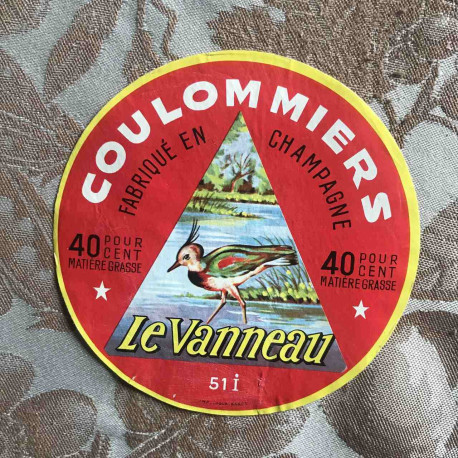 COULOMMIERS
FABRIQUÉ EN CHAMPAGNE
40 POUR CENT
MATIÈRE GRASSE
40 POUR CENT
MATIÈRE GRASSE
Le Vanneau
51 İ